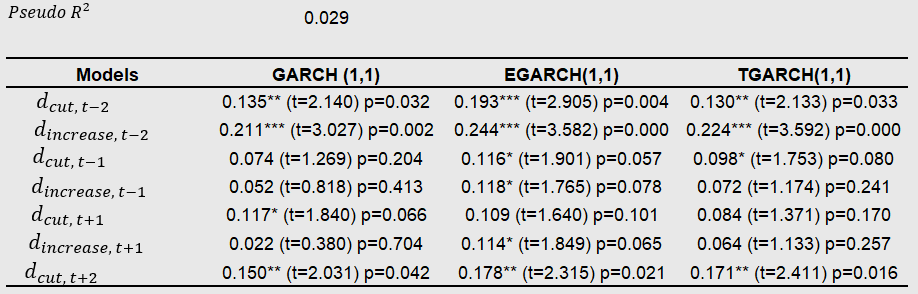 Pseudo R² 0.029
Models GARCH (1,1) EGARCH(1,1) TGARCH(1,1)
d_{cut, t−2} 0.135** (t=2.140) p=0.032 0.193*** (t=2.905) p=0.004 0.130** (t=2.133) p=0.033
d_{increase, t−2} 0.211*** (t=3.027) p=0.002 0.244*** (t=3.582) p=0.000 0.224*** (t=3.592) p=0.000
d_{cut, t−1} 0.074 (t=1.269) p=0.204 0.116* (t=1.901) p=0.057 0.098* (t=1.753) p=0.080
d_{increase, t−1} 0.052 (t=0.818) p=0.413 0.118* (t=1.765) p=0.078 0.072 (t=1.174) p=0.241
d_{cut, t+1} 0.117* (t=1.840) p=0.066 0.109 (t=1.640) p=0.101 0.084 (t=1.371) p=0.170
d_{increase, t+1} 0.022 (t=0.380) p=0.704 0.114* (t=1.849) p=0.065 0.064 (t=1.133) p=0.257
d_{cut, t+2} 0.150** (t=2.031) p=0.042 0.178** (t=2.315) p=0.021 0.171** (t=2.411) p=0.016